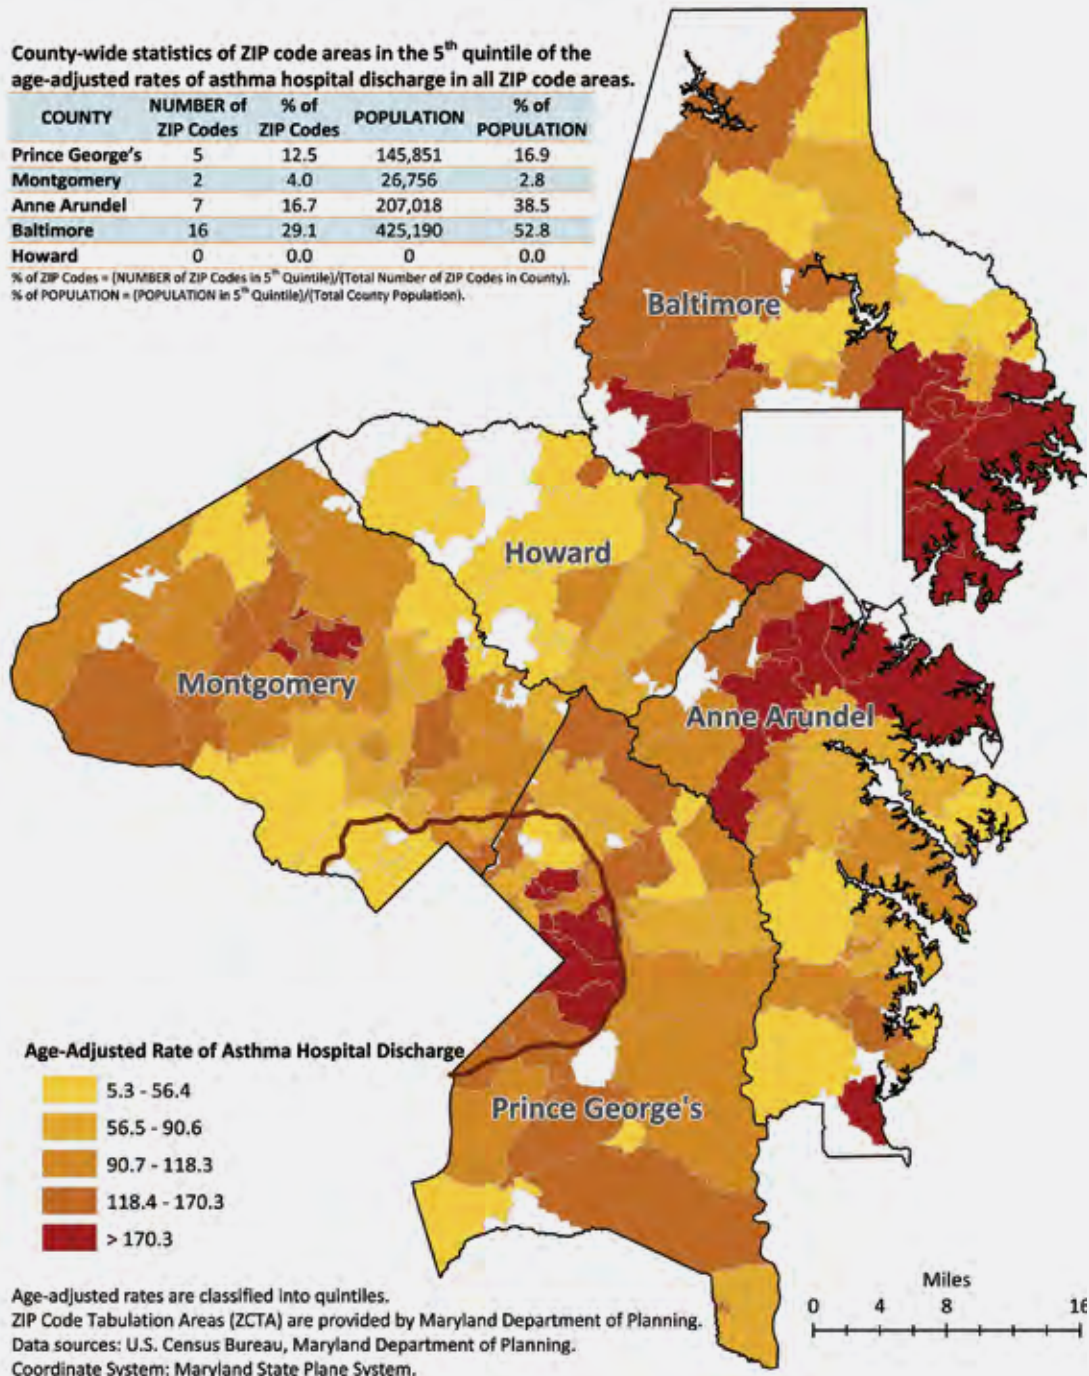 County-wide statistics of ZIP code areas in the 5th quintile of the
age-adjusted rates of asthma hospital discharge in all ZIP code areas.
COUNTY NUMBER of ZIP Codes % of ZIP Codes POPULATION % of POPULATION
Prince George's 5 12.5 145,851 16.9
Montgomery 2 4.0 26,756 2.8
Anne Arundel 7 16.7 207,018 38.5
Baltimore 16 29.1 425,190 52.8
Howard 0 0.0 0 0.0
% of ZIP Codes = (NUMBER of ZIP Codes in 5th Quintile)/(Total Number of ZIP Codes in County).
% of POPULATION = (POPULATION in 5th Quintile)/(Total County Population).
Baltimore
Howard
Montgomery
Anne Arundel
Prince George's
Age-Adjusted Rate of Asthma Hospital Discharge
5.3 - 56.4
56.5 - 90.6
90.7 - 118.3
118.4 - 170.3
> 170.3
Miles
0 4 8 16
Age-adjusted rates are classified into quintiles.
ZIP Code Tabulation Areas (ZCTA) are provided by Maryland Department of Planning.
Data sources: U.S. Census Bureau, Maryland Department of Planning.
Coordinate System: Maryland State Plane System.